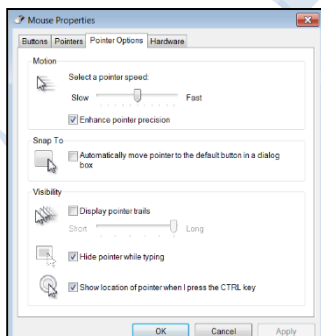 Mouse Properties
Buttons Pointers Pointer Options Hardware
Motion
Select a pointer speed:
Slow Fast
Enhance pointer precision
Snap To
Automatically move pointer to the default button in a dialog
box
Visibility
Display pointer trails
Short Long
Hide pointer while typing
Show location of pointer when I press the CTRL key
OK Cancel Apply